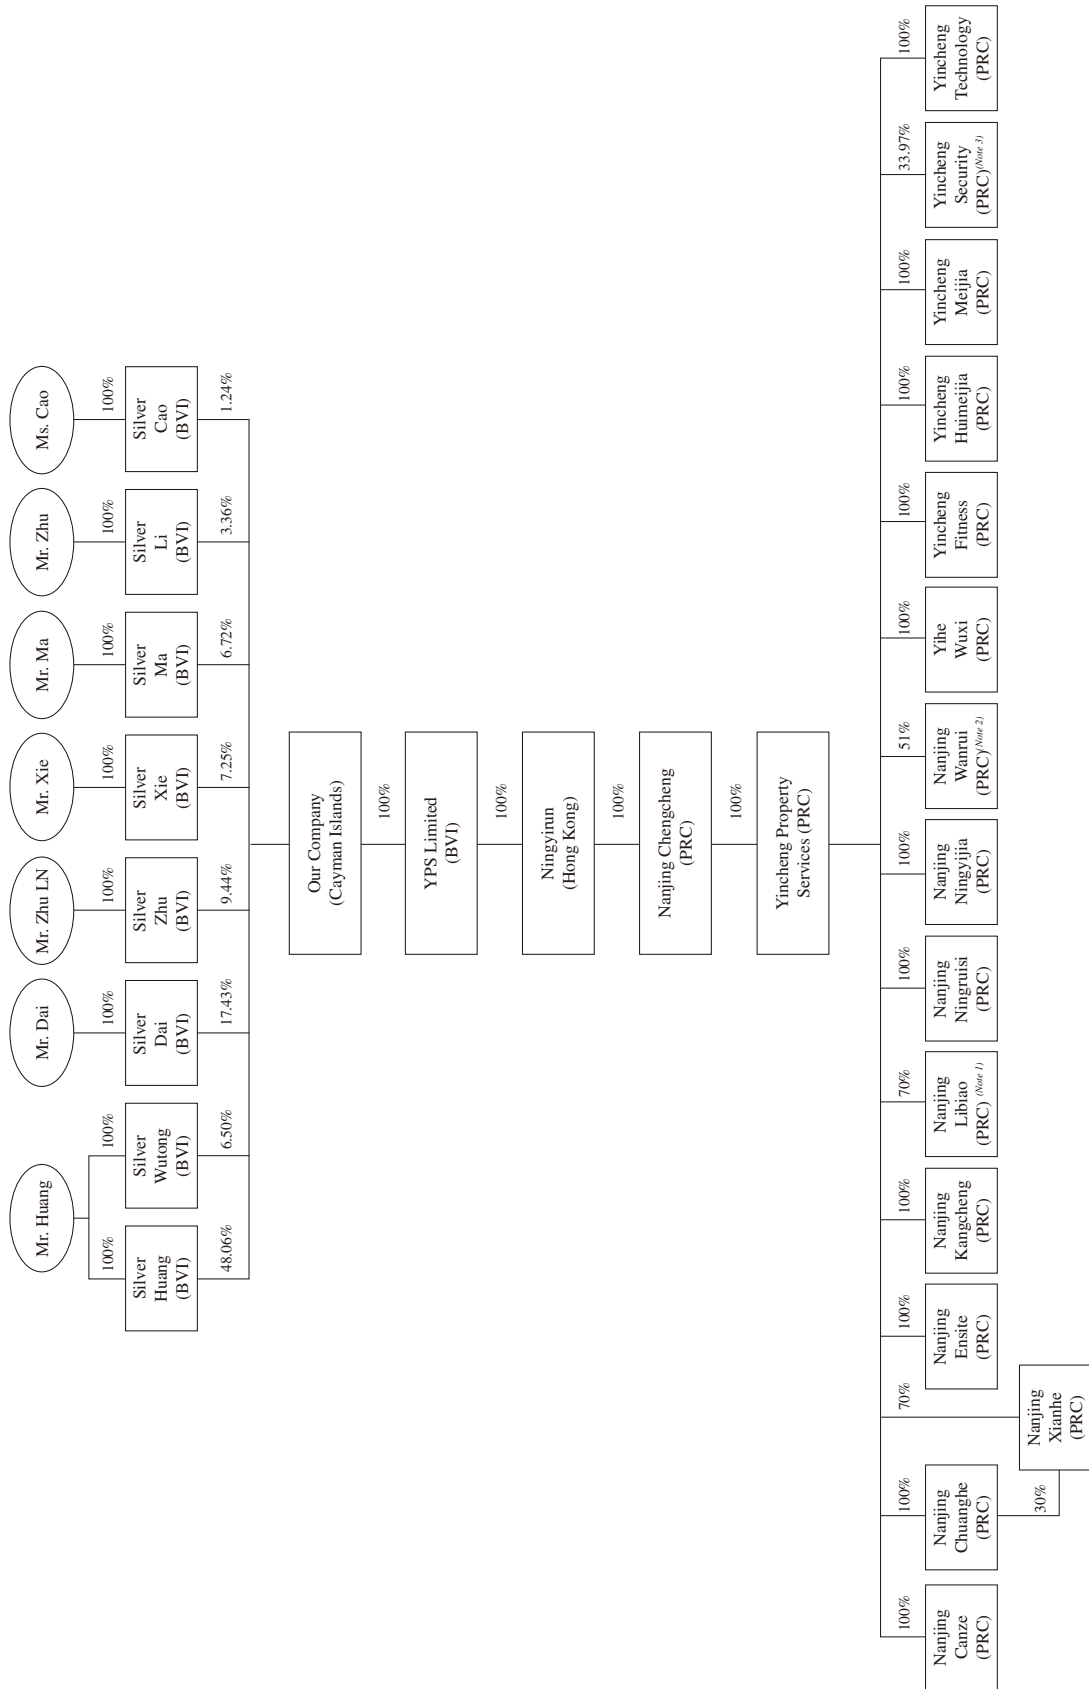 Mr. Huang
Mr. Dai
Mr. Zhu LN
Mr. Xie
Mr. Ma
Mr. Zhu
Ms. Cao
100%
100%
100%
100%
100%
100%
100%
100%
Silver
Huang
(BVI)
Silver
Wutong
(BVI)
Silver
Dai
(BVI)
Silver
Zhu
(BVI)
Silver
Xie
(BVI)
Silver
Ma
(BVI)
Silver
Li
(BVI)
Silver
Cao
(BVI)
48.06%
6.50%
17.43%
9.44%
7.25%
6.72%
3.36%
1.24%
Our Company
(Cayman Islands)
100%
YPS Limited
(BVI)
100%
Ningyirun
(Hong Kong)
100%
Nanjing Chengcheng
(PRC)
100%
Yincheng Property
Services (PRC)
100%
100%
70%
100%
100%
70%
100%
100%
51%
100%
100%
100%
100%
33.97%
100%
Nanjing
Canze
(PRC)
Nanjing
Chuanghe
(PRC)
Nanjing
Ensite
(PRC)
Nanjing
Kangcheng
(PRC)
Nanjing
Libiao
(PRC) (Note 1)
Nanjing
Ningruisi
(PRC)
Nanjing
Ningyijia
(PRC)
Nanjing
Wanrui
(PRC)(Note 2)
Yihe
Wuxi
(PRC)
Yincheng
Fitness
(PRC)
Yincheng
Huimeijia
(PRC)
Yincheng
Meijia
(PRC)
Yincheng
Security
(PRC)(Note 3)
Yincheng
Technology
(PRC)
30%
Nanjing
Xianhe
(PRC)